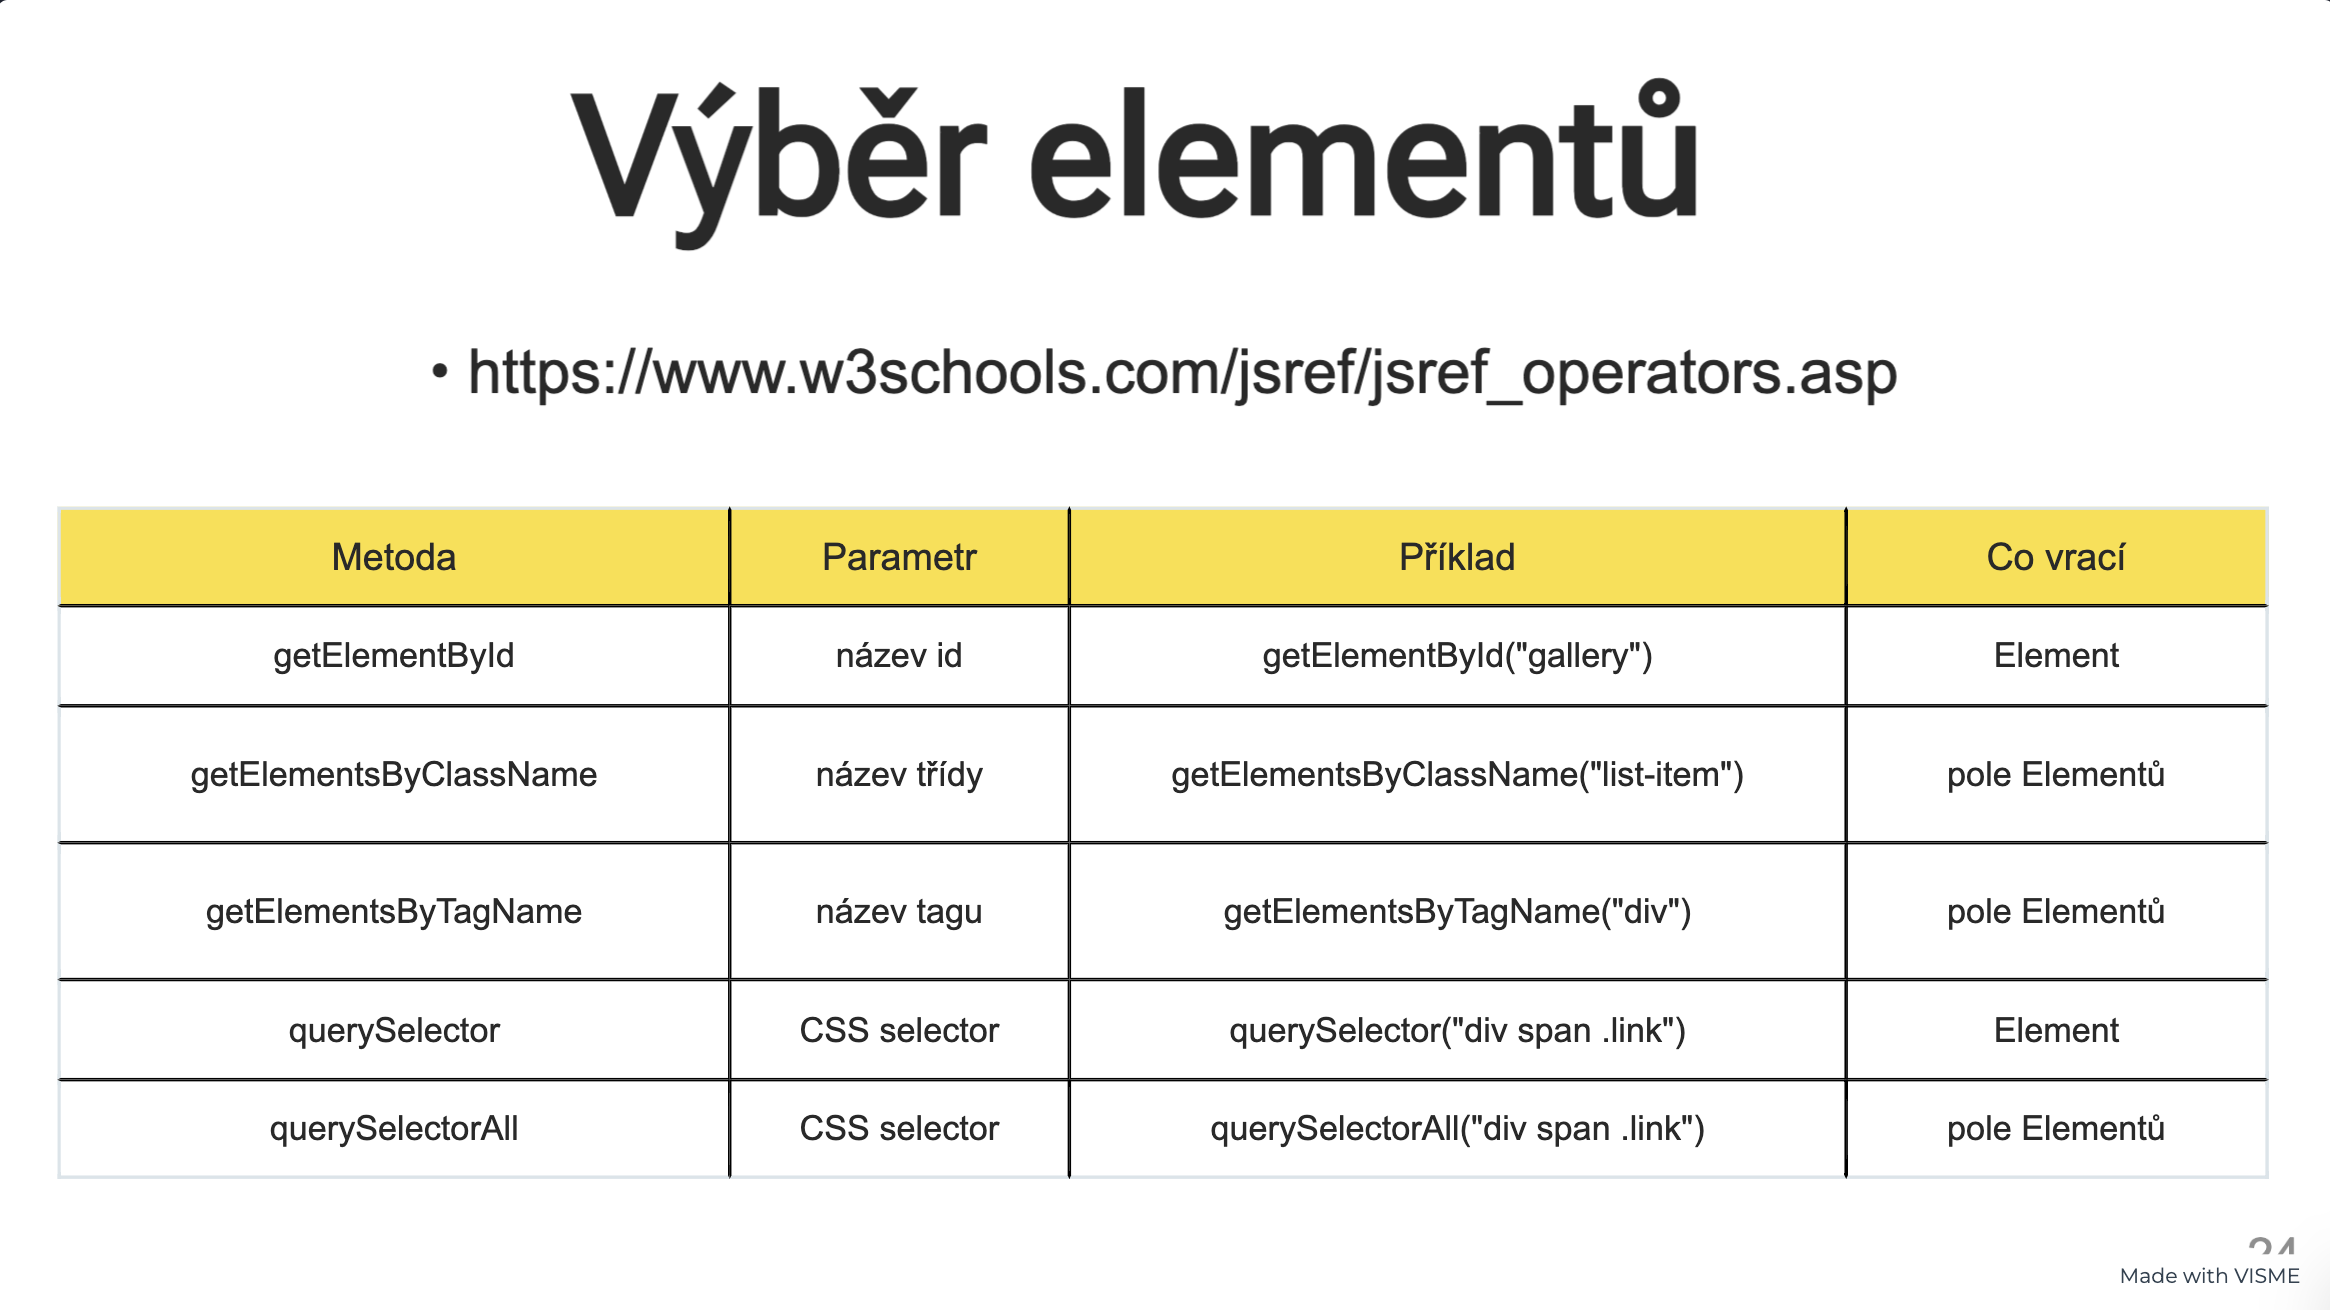 Výběr elementů
• https://www.w3schools.com/jsref/jsref_operators.asp
Metoda Parametr Příklad Co vrací
getElementById název id getElementById("gallery") Element
getElementsByClassName název třídy getElementsByClassName("list-item") pole Elementů
getElementsByTagName název tagu getElementsByTagName("div") pole Elementů
querySelector CSS selector querySelector("div span .link") Element
querySelectorAll CSS selector querySelectorAll("div span .link") pole Elementů
Made with VISME